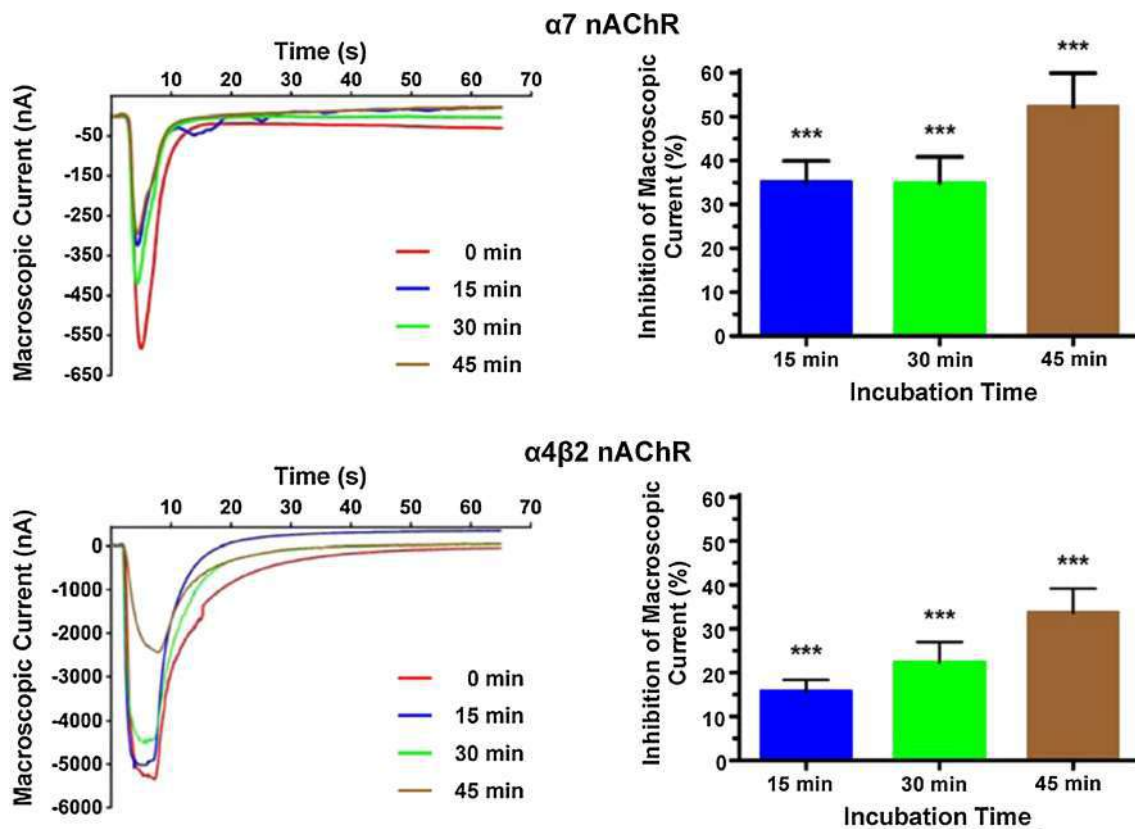 α7 nAChR
Time (s)
10 20 30 40 50 60 70
Macroscopic Current (nA)
-50
-150
-250
-350
-450
-550
-650
0 min
15 min
30 min
45 min
Inhibition of Macroscopic
Current (%)
60
50
40
30
20
10
0
***
***
***
15 min 30 min 45 min
Incubation Time
α4β2 nAChR
Time (s)
10 20 30 40 50 60 70
Macroscopic Current (nA)
0
-1000
-2000
-3000
-4000
-5000
-6000
0 min
15 min
30 min
45 min
Inhibition of Macroscopic
Current (%)
60
50
40
30
20
10
0
***
***
***
15 min 30 min 45 min
Incubation Time